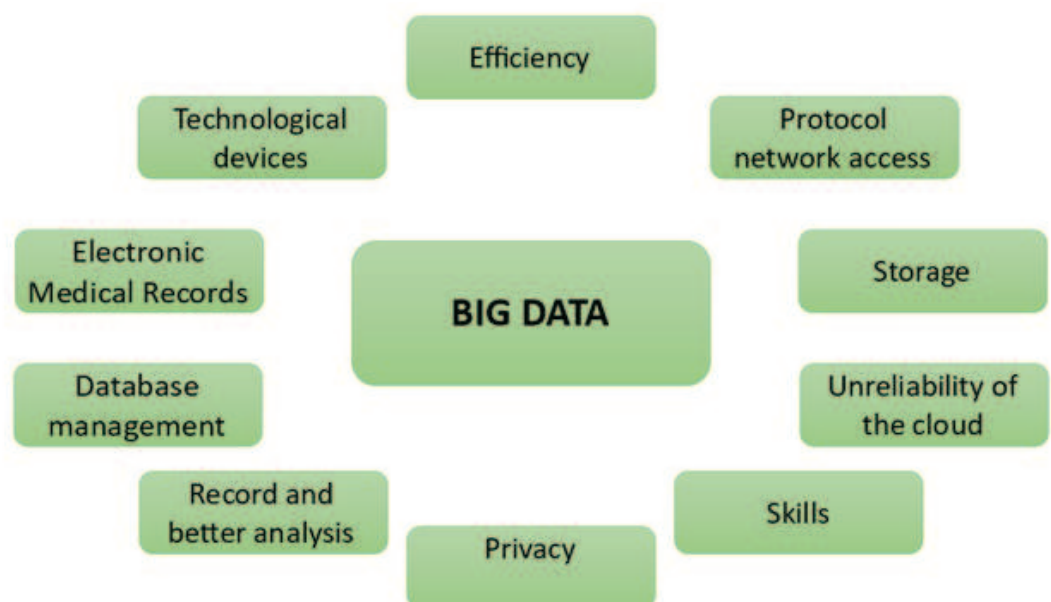 Efficiency
Technological
devices
Protocol
network access
Electronic
Medical Records
BIG DATA
Storage
Database
management
Unreliability of
the cloud
Record and
better analysis
Privacy
Skills